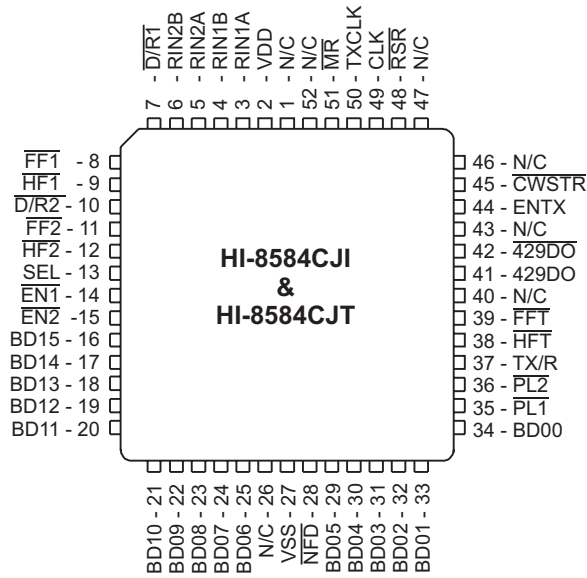 D/R1 - 7
RIN2B - 6
RIN2A - 5
RIN1B - 4
RIN1A - 3
VDD - 2
N/C - 1
N/C - 52
MR - 51
TXCLK - 50
CLK - 49
RSR - 48
N/C - 47
FF1 - 8
HF1 - 9
D/R2 - 10
FF2 - 11
HF2 - 12
SEL - 13
EN1 - 14
EN2 -15
BD15 - 16
BD14 - 17
BD13 - 18
BD12 - 19
BD11 - 20
HI-8584CJI
&
HI-8584CJT
46 - N/C
45 - CWSTR
44 - ENTX
43 - N/C
42 - 429DO
41 - 429DO
40 - N/C
39 - FFT
38 - HFT
37 - TX/R
36 - PL2
35 - PL1
34 - BD00
BD10 - 21
BD09 - 22
BD08 - 23
BD07 - 24
BD06 - 25
N/C - 26
VSS - 27
NFD - 28
BD05 - 29
BD04 - 30
BD03 - 31
BD02 - 32
BD01 - 33